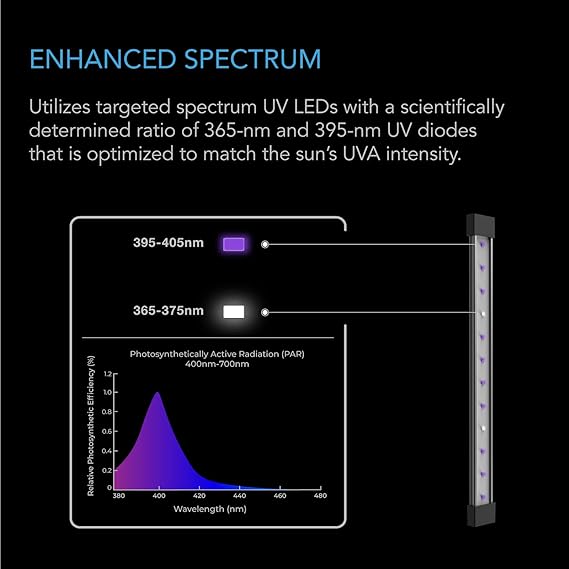 ENHANCED SPECTRUM
Utilizes targeted spectrum UV LEDs with a scientifically
determined ratio of 365-nm and 395-nm UV diodes
that is optimized to match the sun's UVA intensity.
395-405nm
365-375nm
Photosynthetically Active Radiation (PAR)
400nm-700nm
Relative Photosynthetic Efficiency (%)
1.2
1.0
0.8
0.6
0.4
0.2
0
380 400 420 440 460 480
Wavelength (nm)